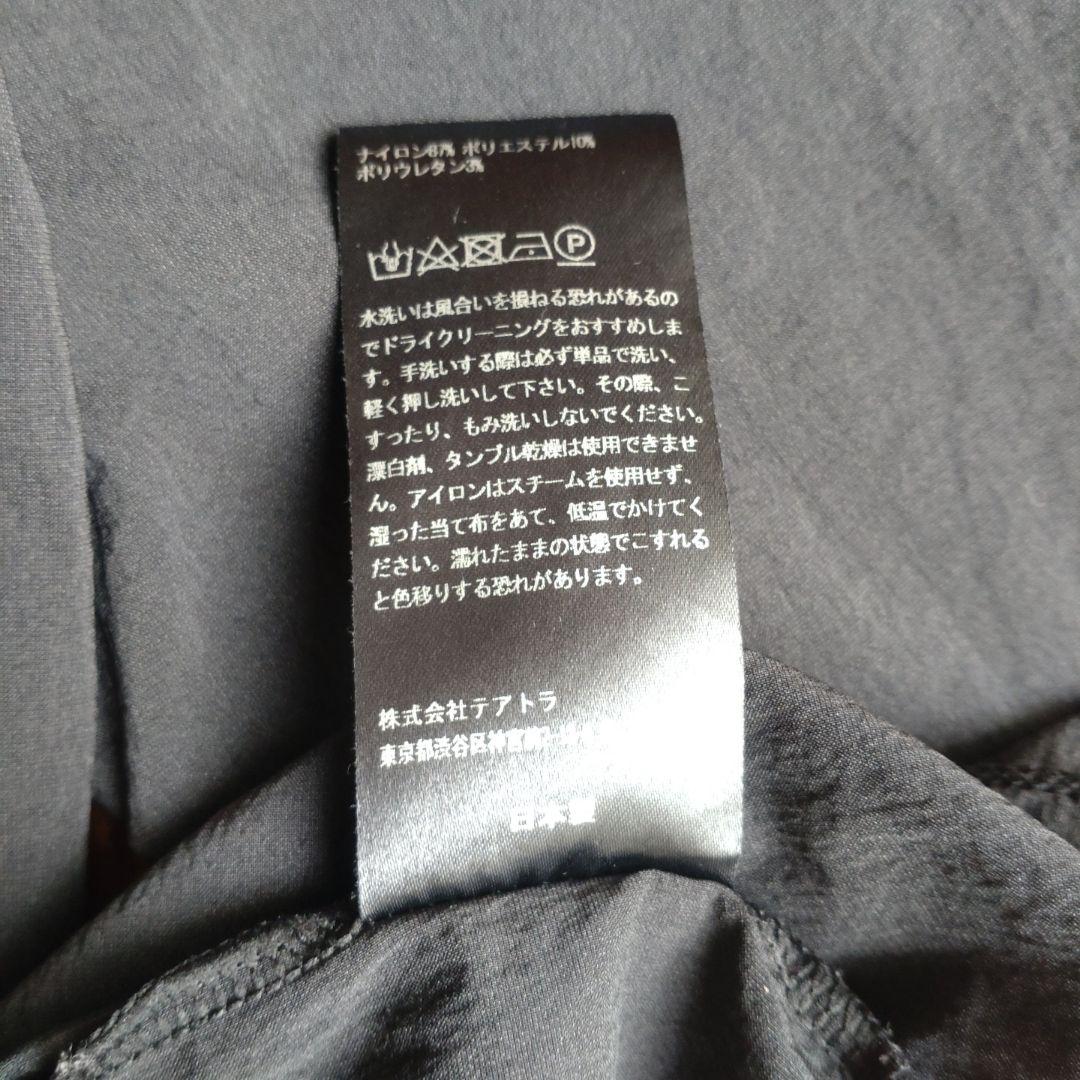 ナイロン87% ポリエステル10%
ポリウレタン3%
P
水洗いは風合いを損ねる恐れがあるの
でドライクリーニングをおすすめしま
す。手洗いする際は必ず単品で洗い、
軽く押し洗いして下さい。その際、こ
すったり、もみ洗いしないでください。
漂白剤、タンブル乾燥は使用できませ
ん。アイロンはスチームを使用せず、
湿った当て布をあて、低温でかけてく
ださい。濡れたままの状態でこすれる
と色移りする恐れがあります。
株式会社テアトラ
東京都渋谷区神宮前
日本製